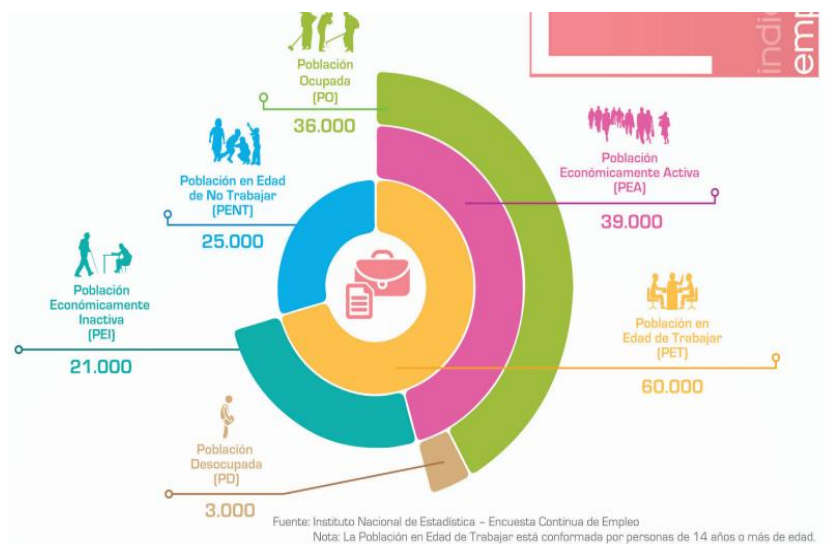 indic
emp
Población
Ocupada
(PO)
36.000
Población
Económicamente Activa
(PEA)
39.000
Población en Edad
de No Trabajar
(PENT)
25.000
Población
Económicamente
Inactiva
(PEI)
21.000
Población en
Edad de Trabajar
(PET)
60.000
Población
Desocupada
(PD)
3.000
Fuente: Instituto Nacional de Estadística – Encuesta Continua de Empleo
Nota: La Población en Edad de Trabajar está conformada por personas de 14 años o más de edad.